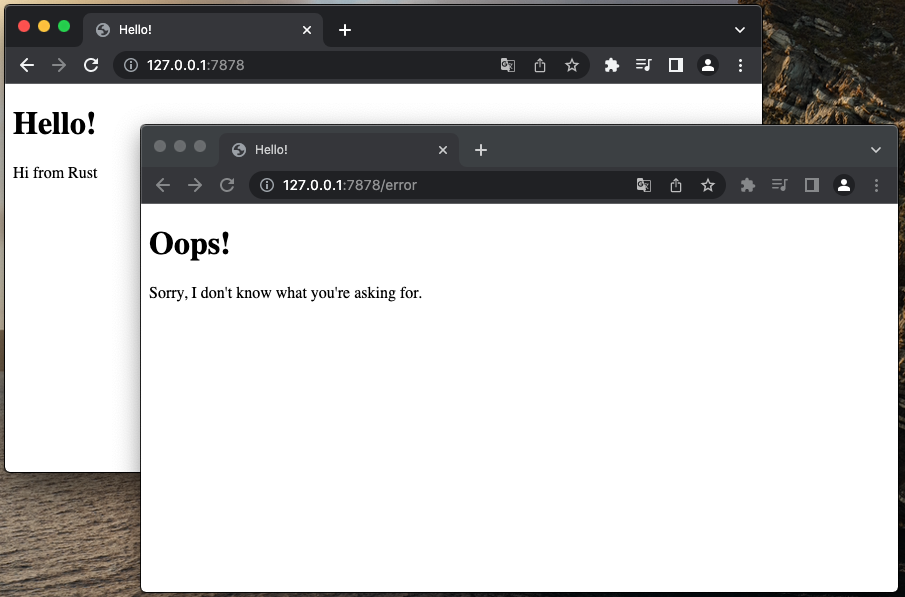 Hello!
127.0.0.1:7878
Hello!
Hi from Rust
Hello!
127.0.0.1:7878/error
Oops!
Sorry, I don't know what you're asking for.